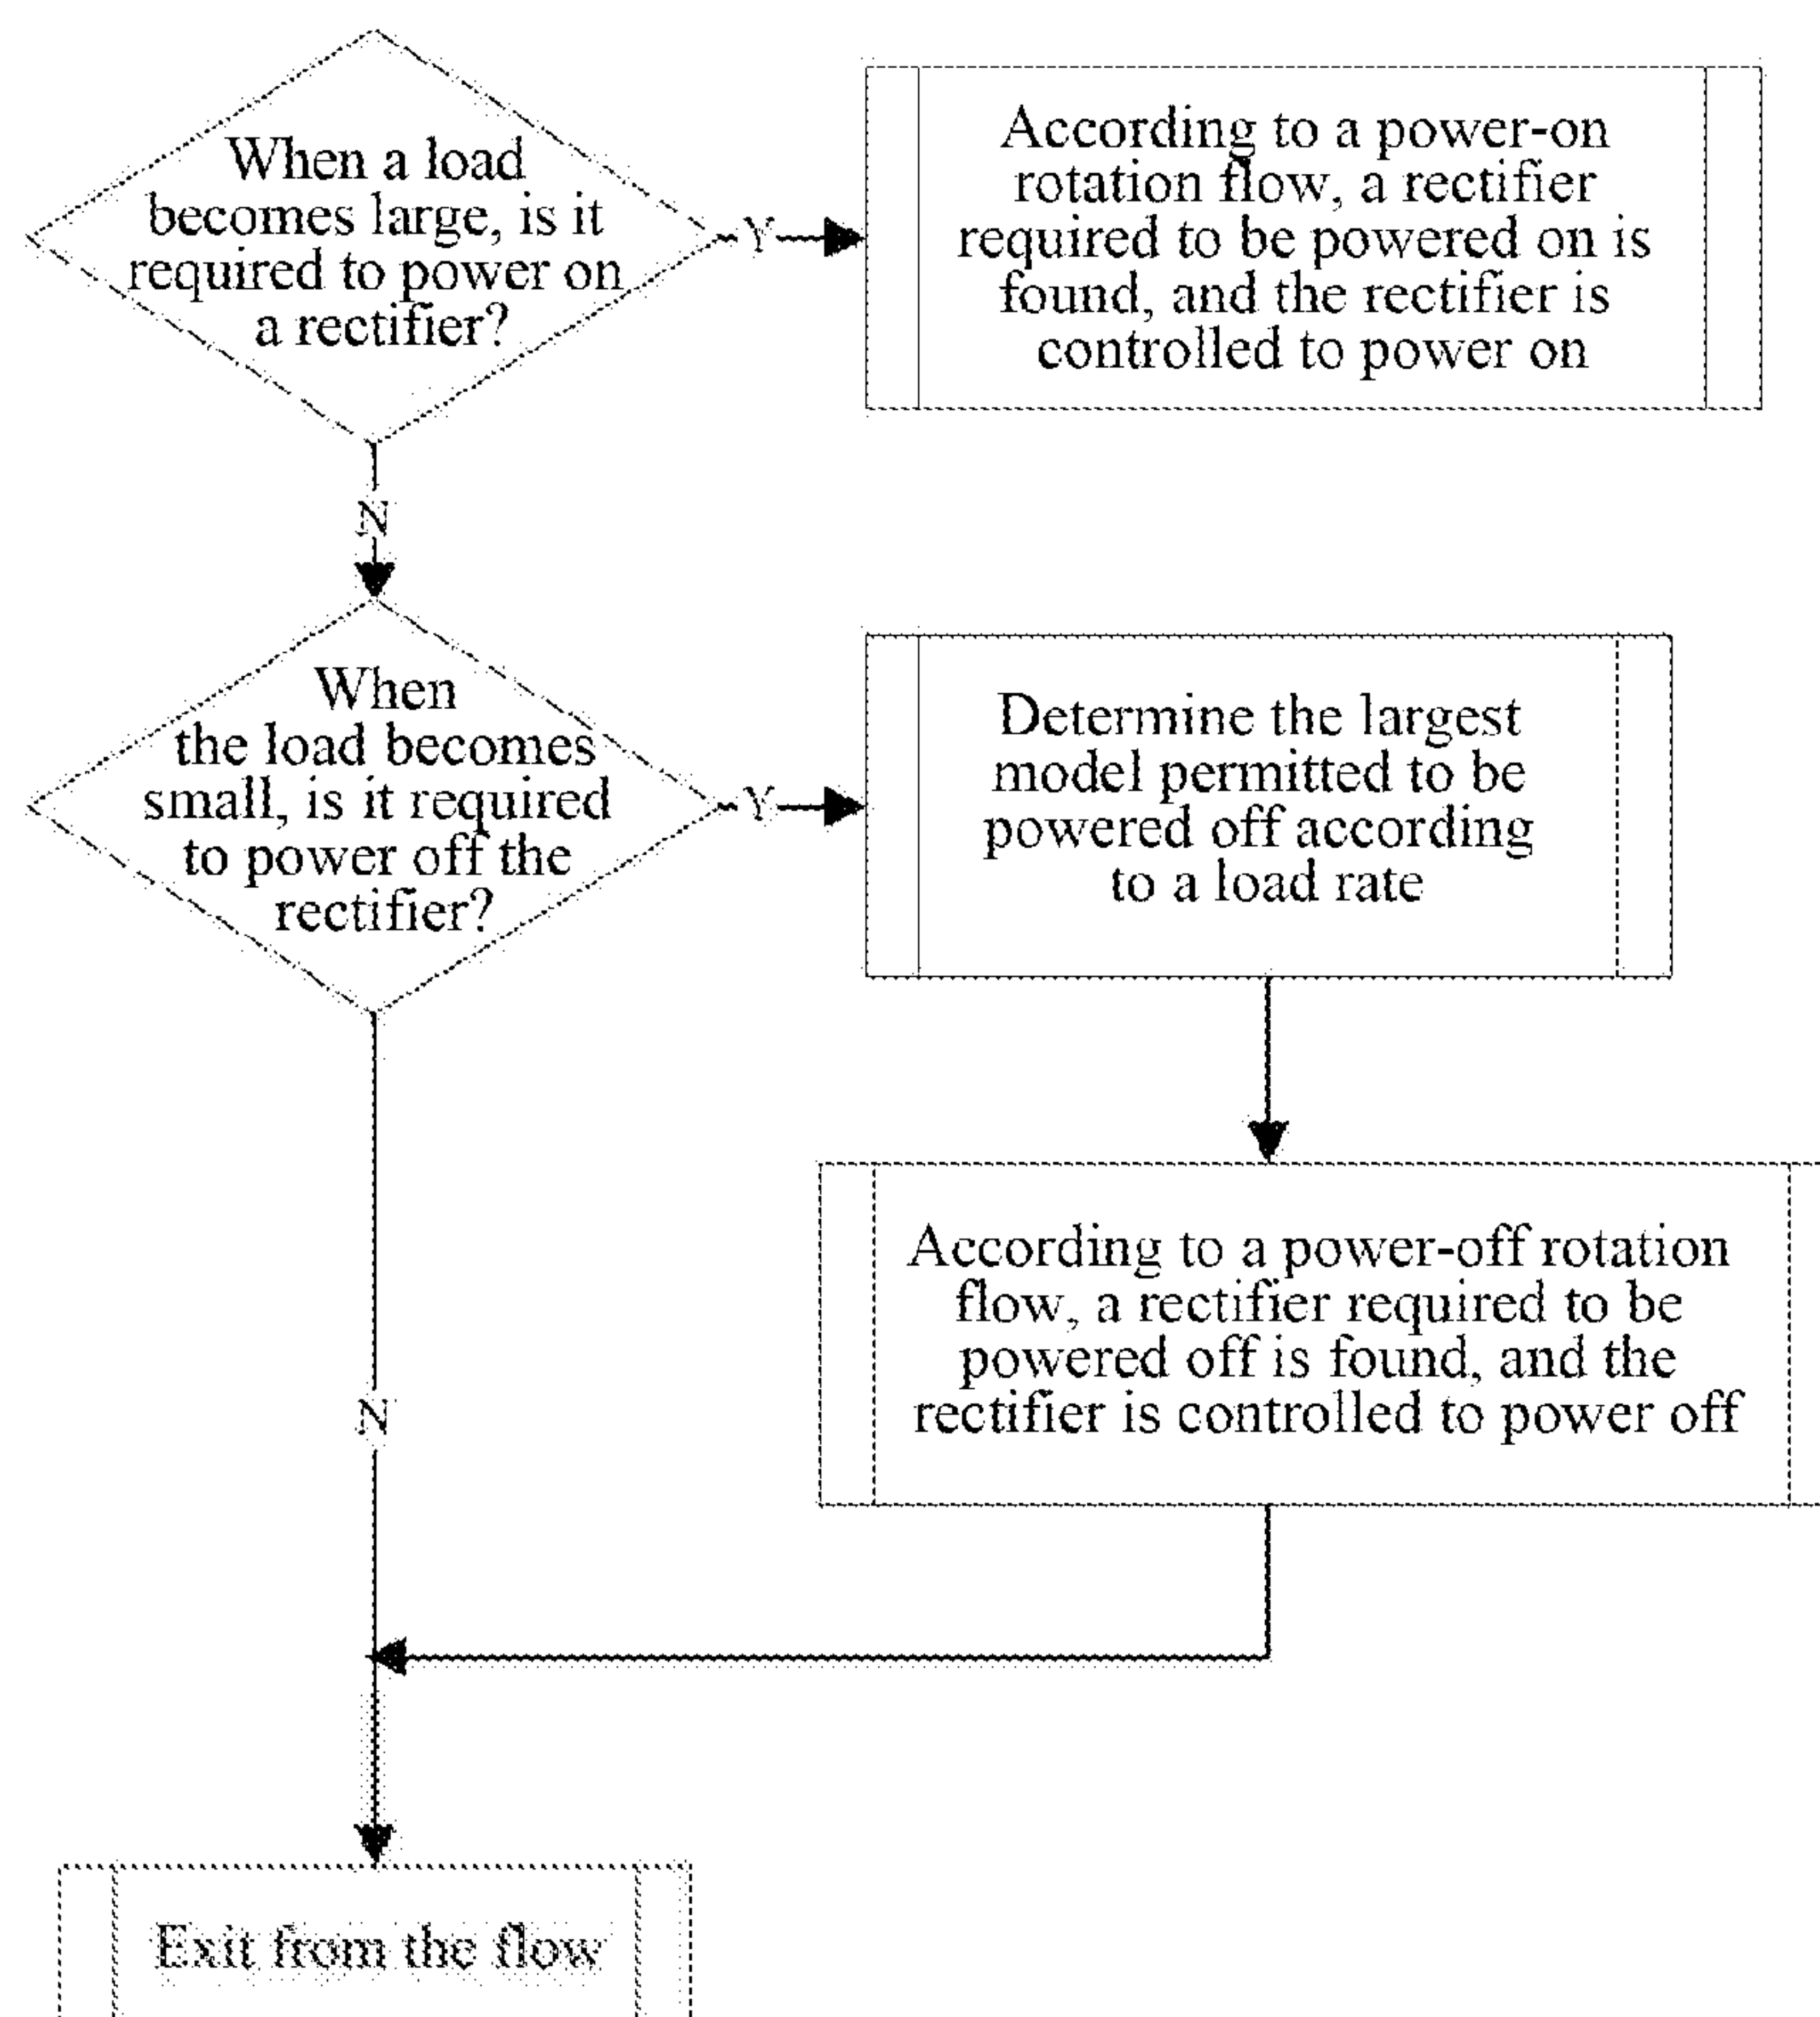 When a load
becomes large, is it
required to power on
a rectifier?
Y
According to a power-on
rotation flow, a rectifier
required to be powered on is
found, and the rectifier is
controlled to power on
N
When
the load becomes
small, is it required
to power off the
rectifier?
Y
Determine the largest
model permitted to be
powered off according
to a load rate
According to a power-off rotation
flow, a rectifier required to be
powered off is found, and the
rectifier is controlled to power off
N
Exit from the flow